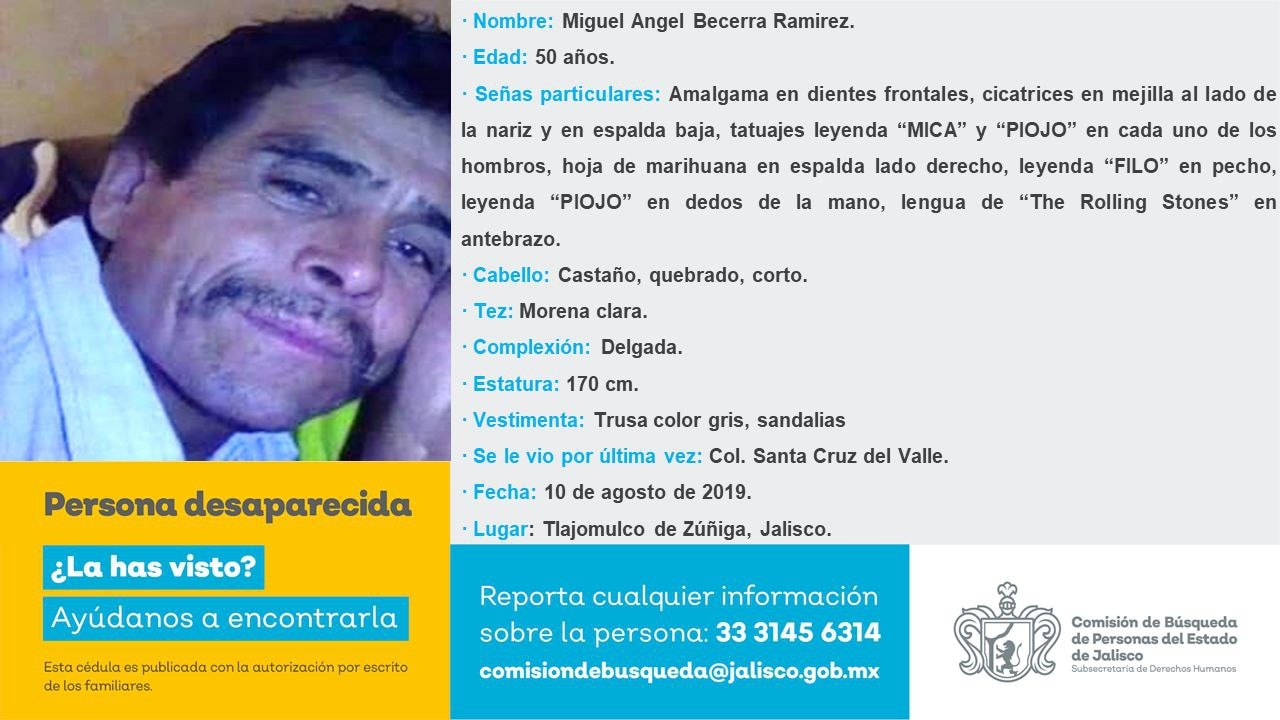 · Nombre: Miguel Angel Becerra Ramirez.
· Edad: 50 años.
· Señas particulares: Amalgama en dientes frontales, cicatrices en mejilla al lado de
la nariz y en espalda baja, tatuajes leyenda “MICA” y “PIOJO” en cada uno de los
hombros, hoja de marihuana en espalda lado derecho, leyenda “FILO” en pecho,
leyenda “PIOJO” en dedos de la mano, lengua de “The Rolling Stones” en
antebrazo.
· Cabello: Castaño, quebrado, corto.
· Tez: Morena clara.
· Complexión: Delgada.
· Estatura: 170 cm.
· Vestimenta: Trusa color gris, sandalias
· Se le vio por última vez: Col. Santa Cruz del Valle.
· Fecha: 10 de agosto de 2019.
· Lugar: Tlajomulco de Zúñiga, Jalisco.
Persona desaparecida
¿La has visto?
Ayúdanos a encontrarla
Esta cédula es publicada con la autorización por escrito
de los familiares.
Reporta cualquier información
sobre la persona: 33 3145 6314
comisiondebusqueda@jalisco.gob.mx
Comisión de Búsqueda
de Personas del Estado
de Jalisco
Subsecretaría de Derechos Humanos